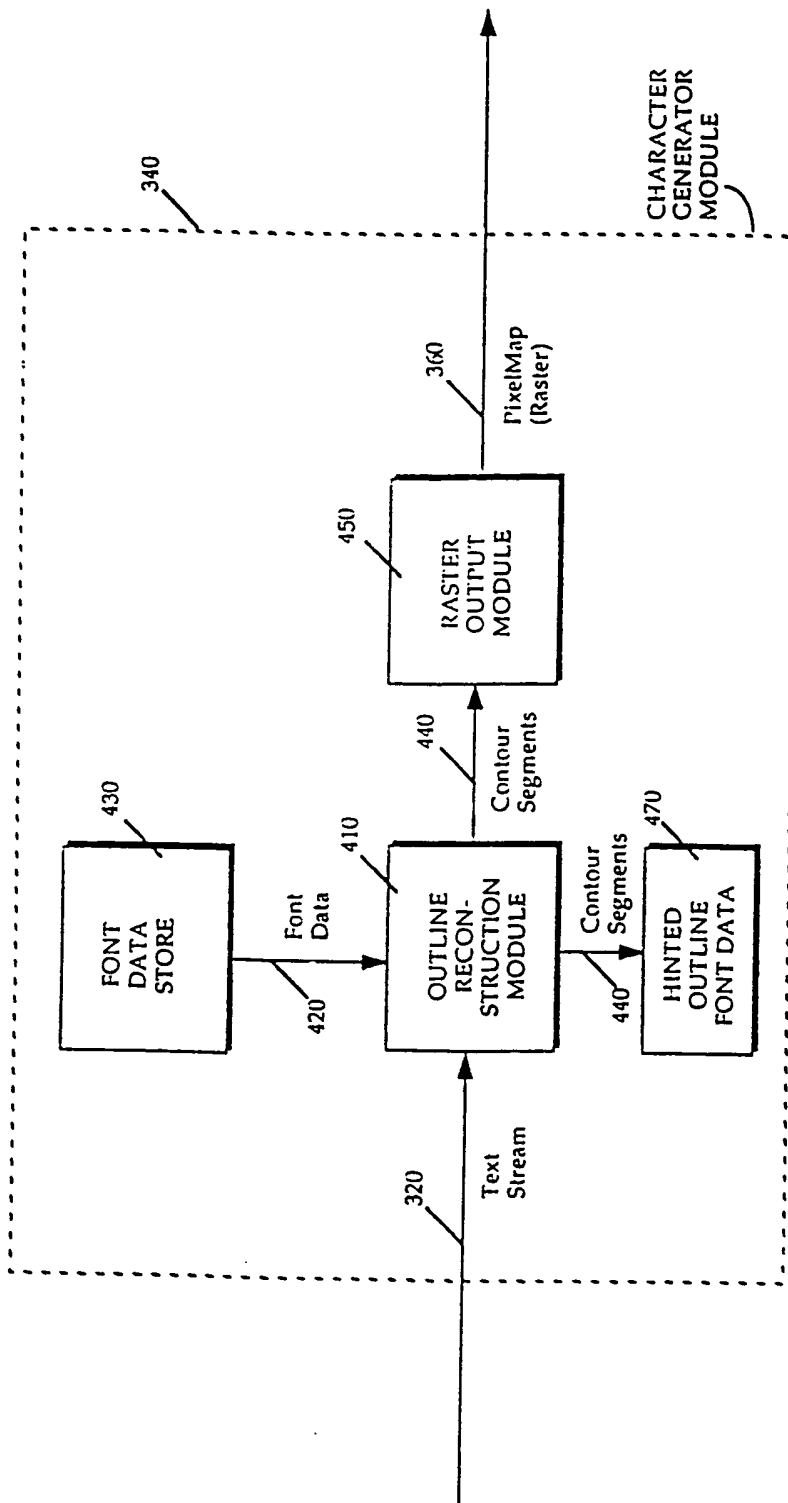 340
CHARACTER
GENERATOR
MODULE
430
FONT
DATA
STORE
420
Font
Data
320
Text
Stream
410
OUTLINE
RECON-
STRUCTION
MODULE
440
Contour
Segments
450
RASTER
OUTPUT
MODULE
360
PixelMap
(Raster)
440
Contour
Segments
470
HINTED
OUTLINE
FONT DATA